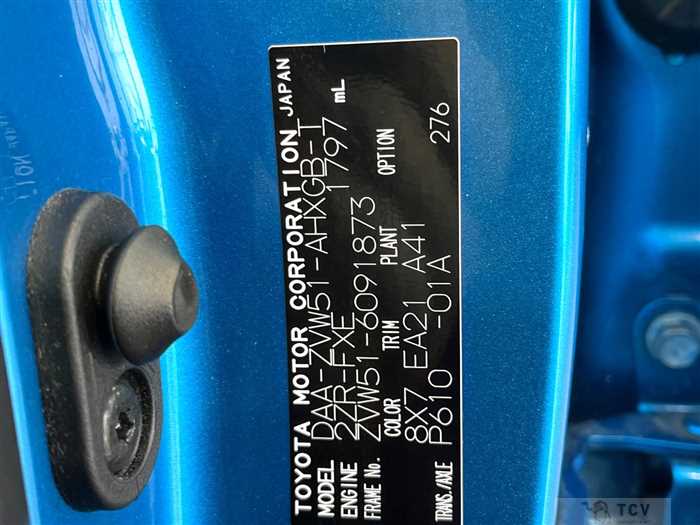 TOYOTA MOTOR CORPORATION JAPAN
MODEL DAA-ZVW51-AHXGB-T
ENGINE 2ZR-FXE 1797 mL
FRAME No. ZVW51-6091873
COLOR TRIM PLANT OPTION
8X7 EA21 A41
TRANS./AXLE P610 -01A 276
TCV